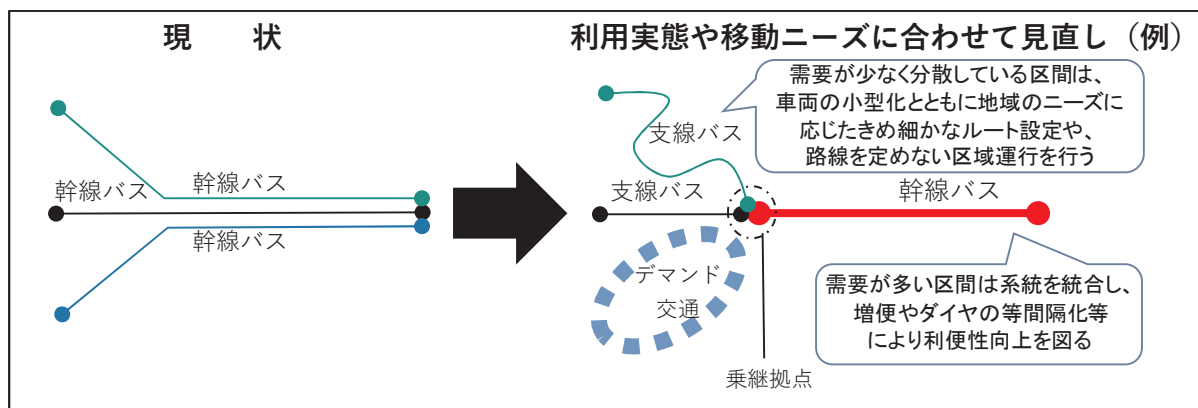 現　　状
幹線バス
幹線バス
幹線バス
利用実態や移動ニーズに合わせて見直し（例）
需要が少なく分散している区間は、
車両の小型化とともに地域のニーズに
応じたきめ細かなルート設定や、
路線を定めない区域運行を行う
支線バス
支線バス
幹線バス
デマンド
交通
需要が多い区間は系統を統合し、
増便やダイヤの等間隔化等
により利便性向上を図る
乗継拠点